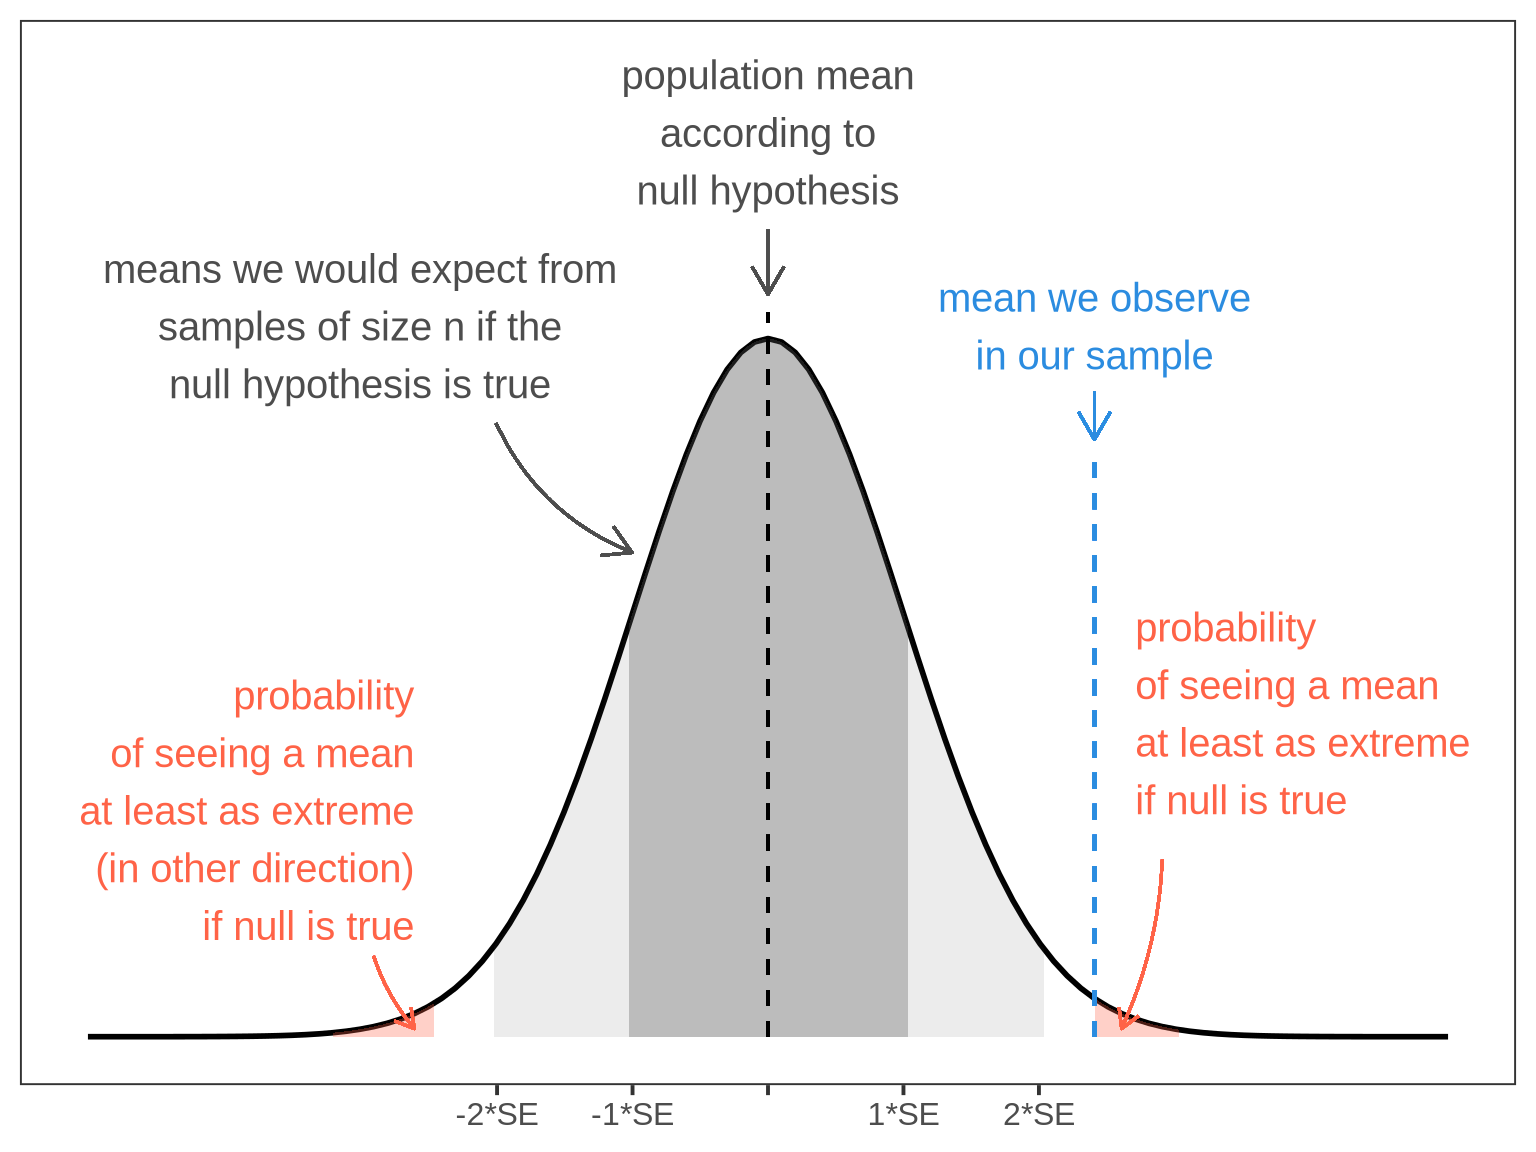 population mean
according to
null hypothesis
means we would expect from
samples of size n if the
null hypothesis is true
mean we observe
in our sample
probability
of seeing a mean
at least as extreme
if null is true
probability
of seeing a mean
at least as extreme
(in other direction)
if null is true
-2*SE
-1*SE
1*SE
2*SE